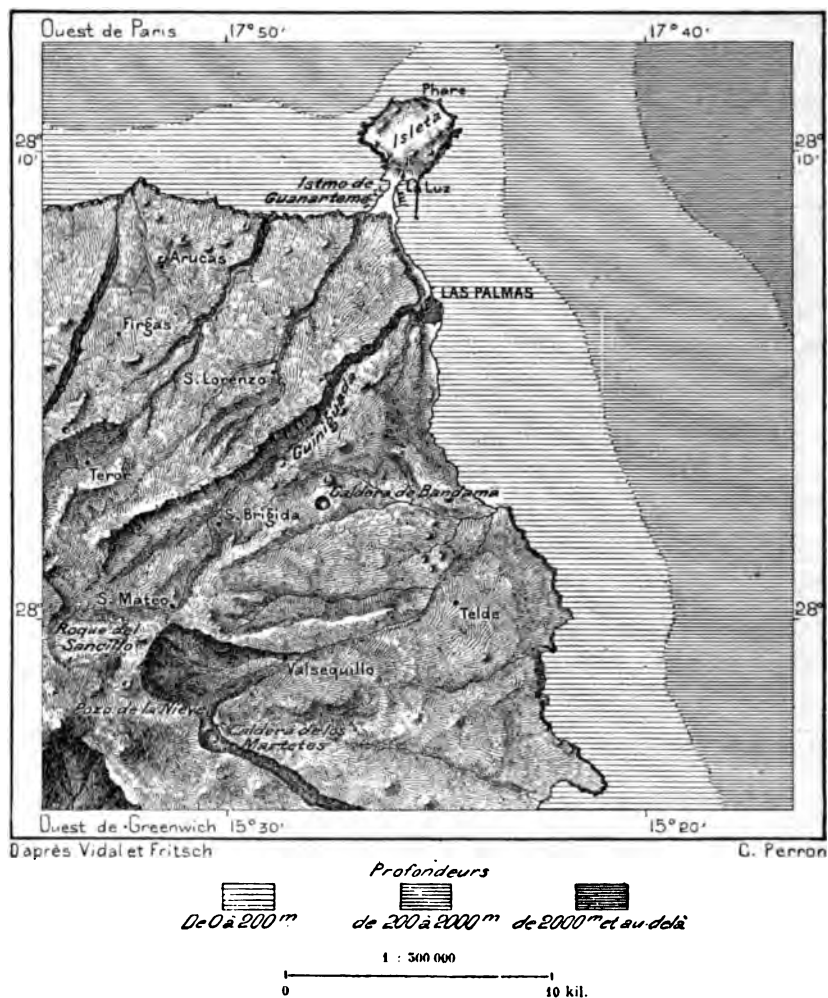 Ouest de Paris 17°50' 17°40'
Phare
Isleta
28° 10'
28° 10'
Istmo de Guanarteme
La Luz
Arucas
LAS PALMAS
Firgas
S. Lorenzo
Guiniguada
Teror
Caldera de Bandama
S. Brigida
S. Mateo
28°
Telde
28°
Roque del Sancillo
Valsequillo
Pozo de la Nieve
Caldera de los Martetes
Ouest de Greenwich 15°30' 15°20'
D'après Vidal et Fritsch
C. Perron
Profondeurs
De 0 à 200m de 200 à 2000m de 2000m et au-delà
1 : 300 000
0 10 kil.